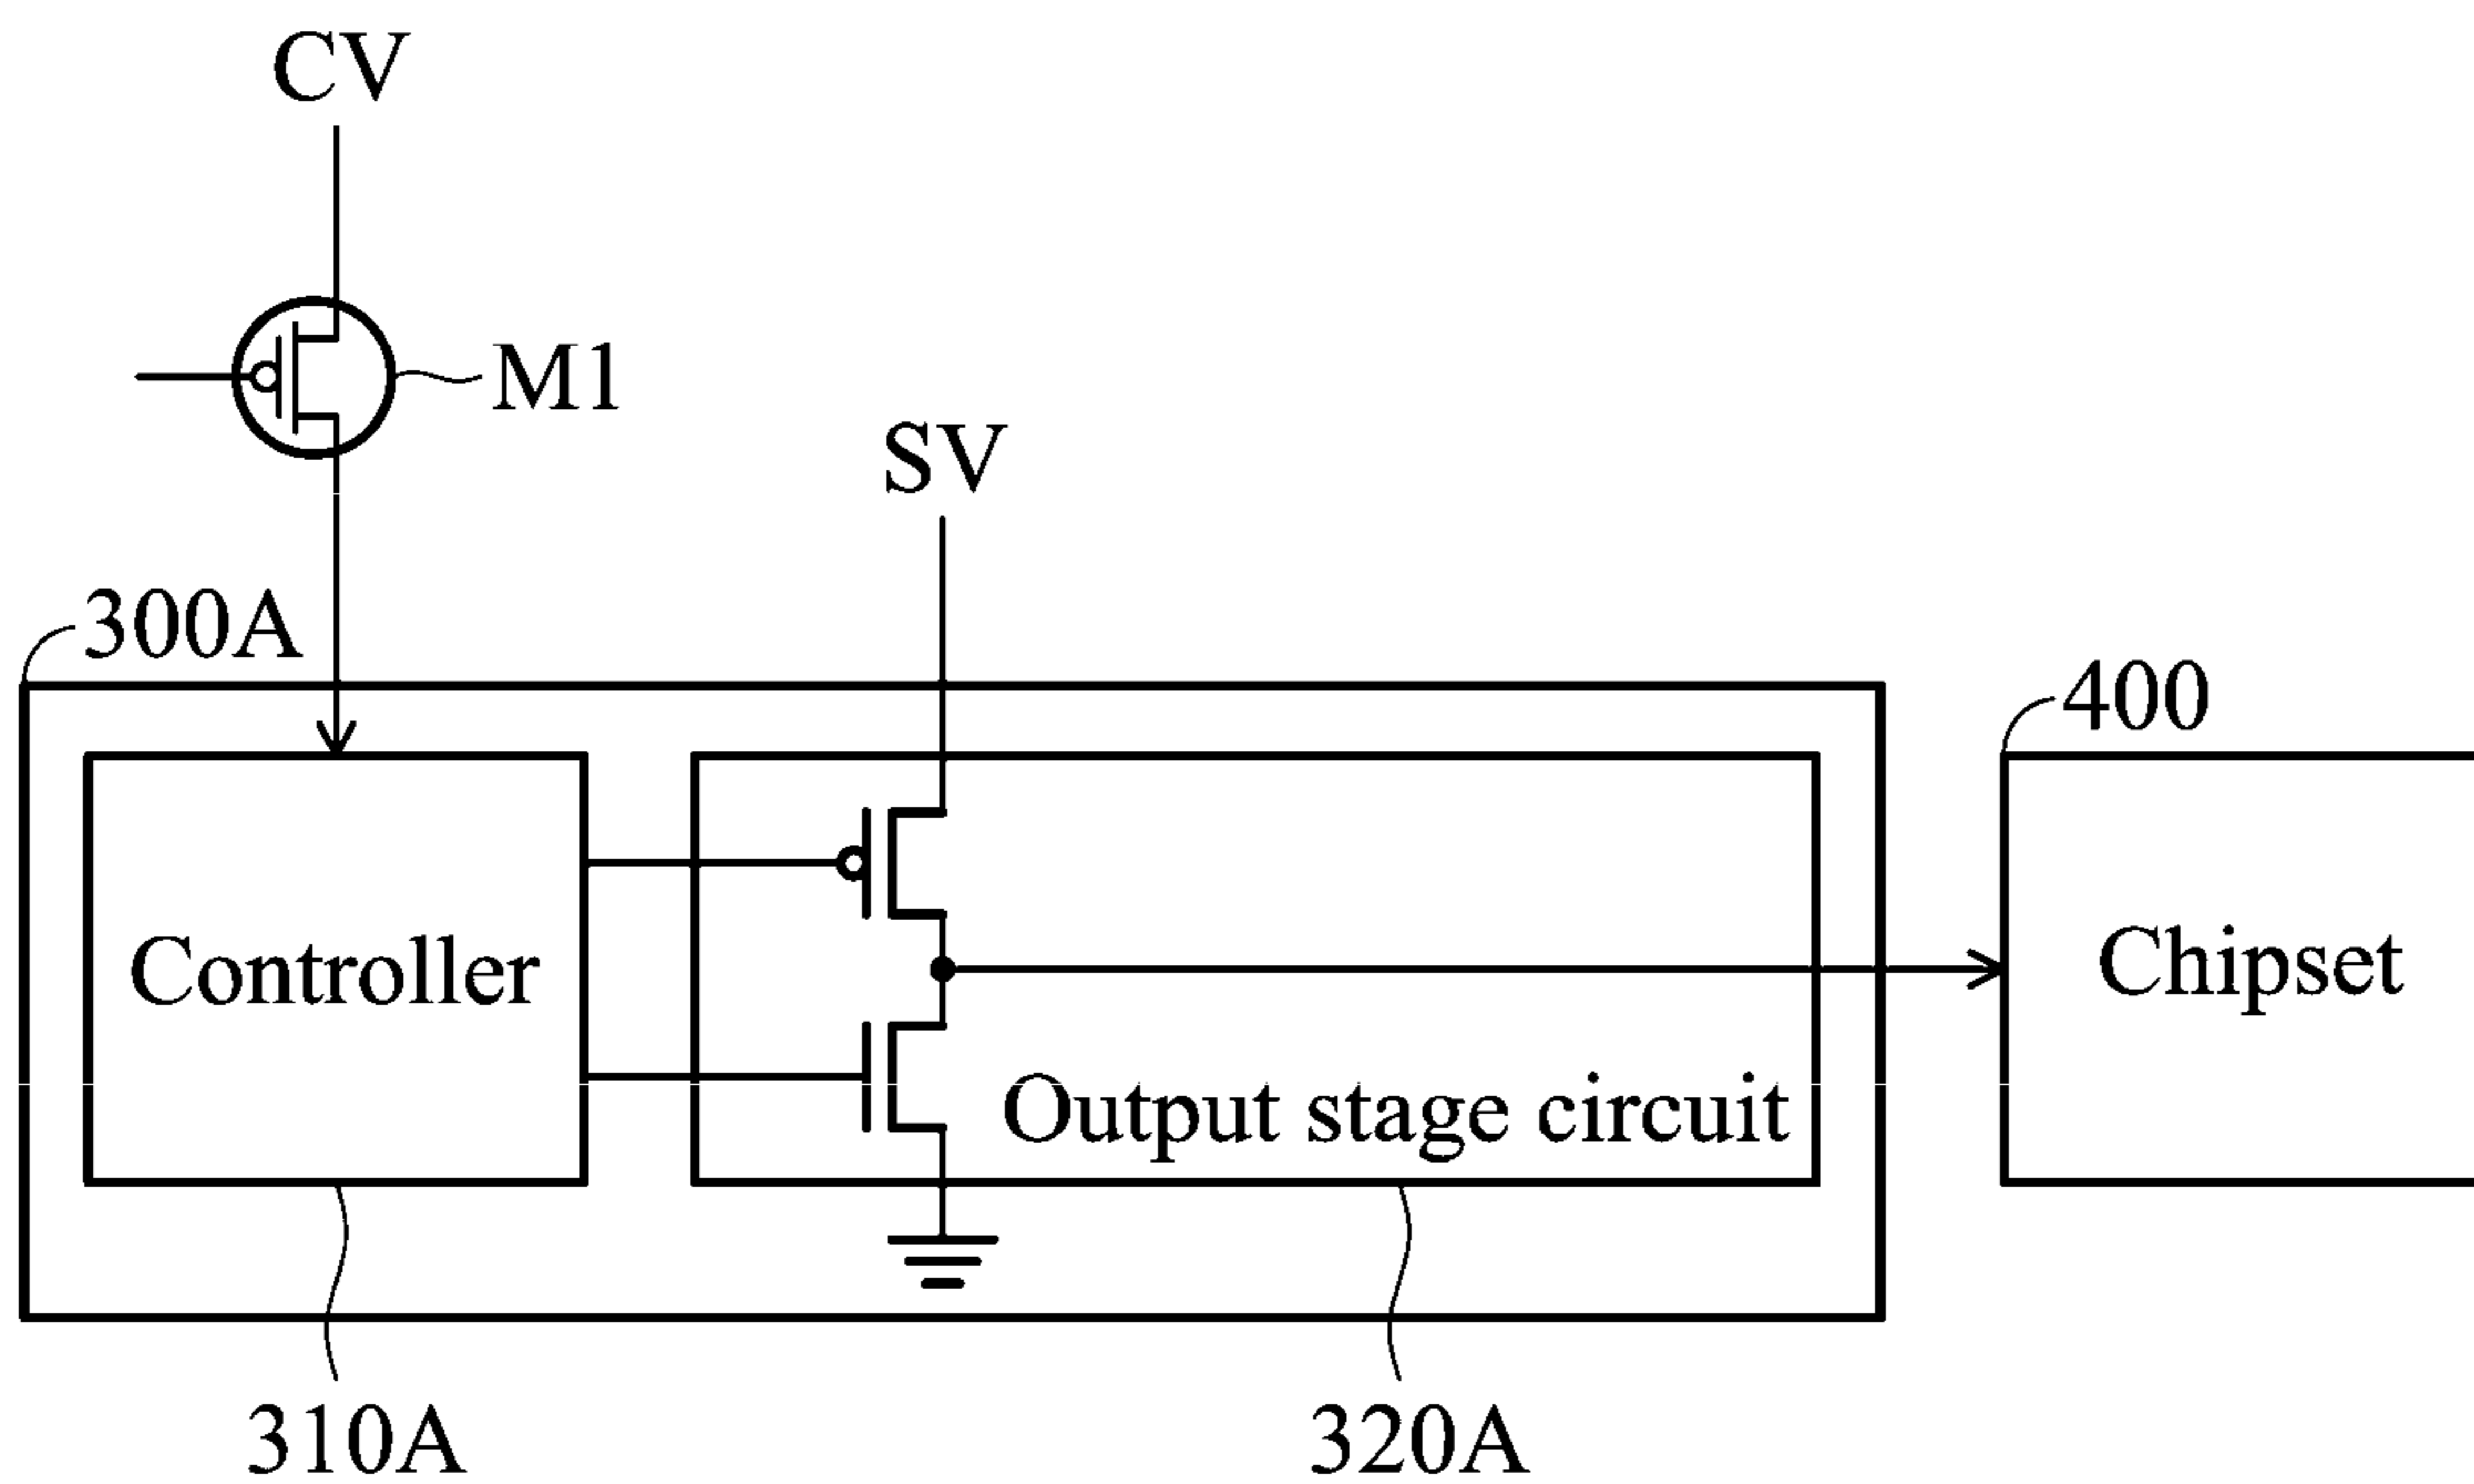 CV
M1
SV
300A
400
Controller
Chipset
Output stage circuit
310A
320A